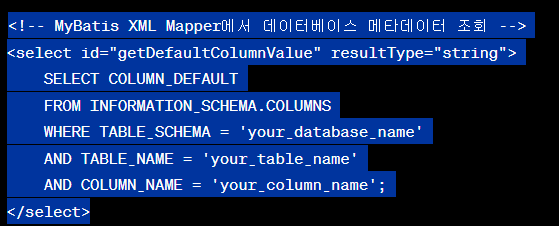 <!-- MyBatis XML Mapper에서 데이터베이스 메타데이터 조회 -->
<select id="getDefaultColumnValue" resultType="string">
    SELECT COLUMN_DEFAULT
    FROM INFORMATION_SCHEMA.COLUMNS
    WHERE TABLE_SCHEMA = 'your_database_name'
    AND TABLE_NAME = 'your_table_name'
    AND COLUMN_NAME = 'your_column_name';
</select>